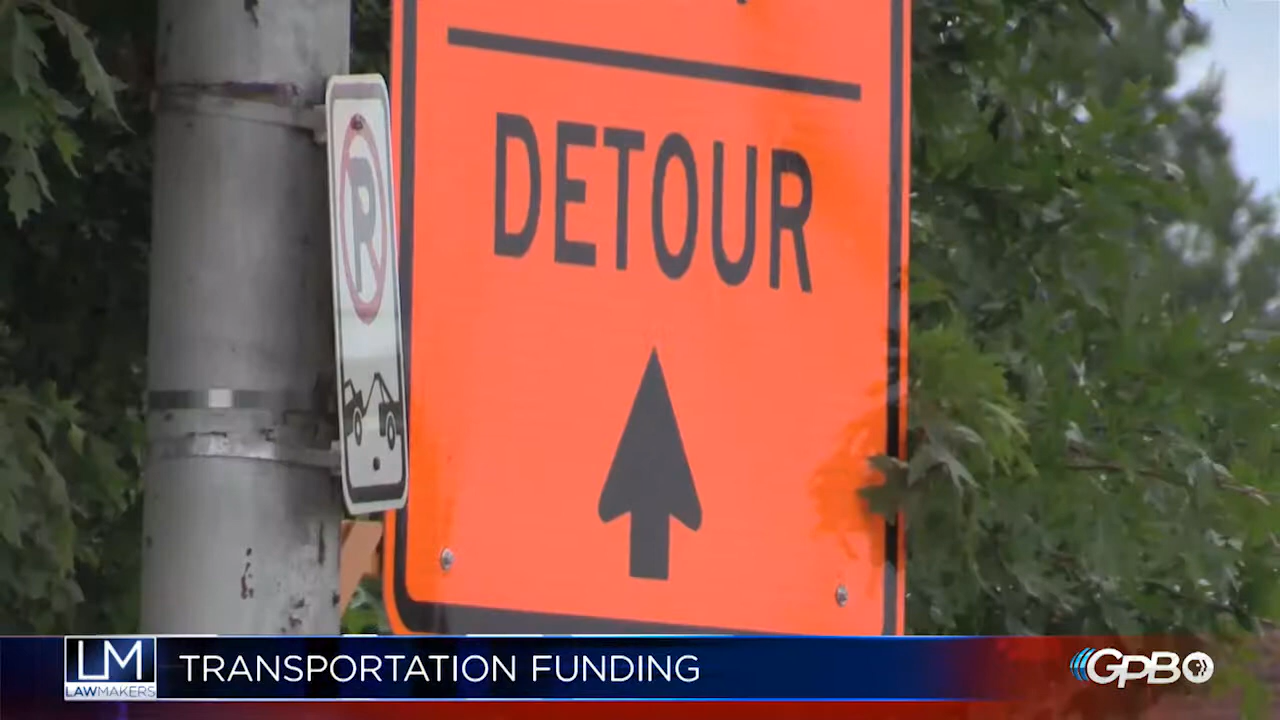 DETOUR
P
LM
LAWMAKERS
TRANSPORTATION FUNDING
GPB